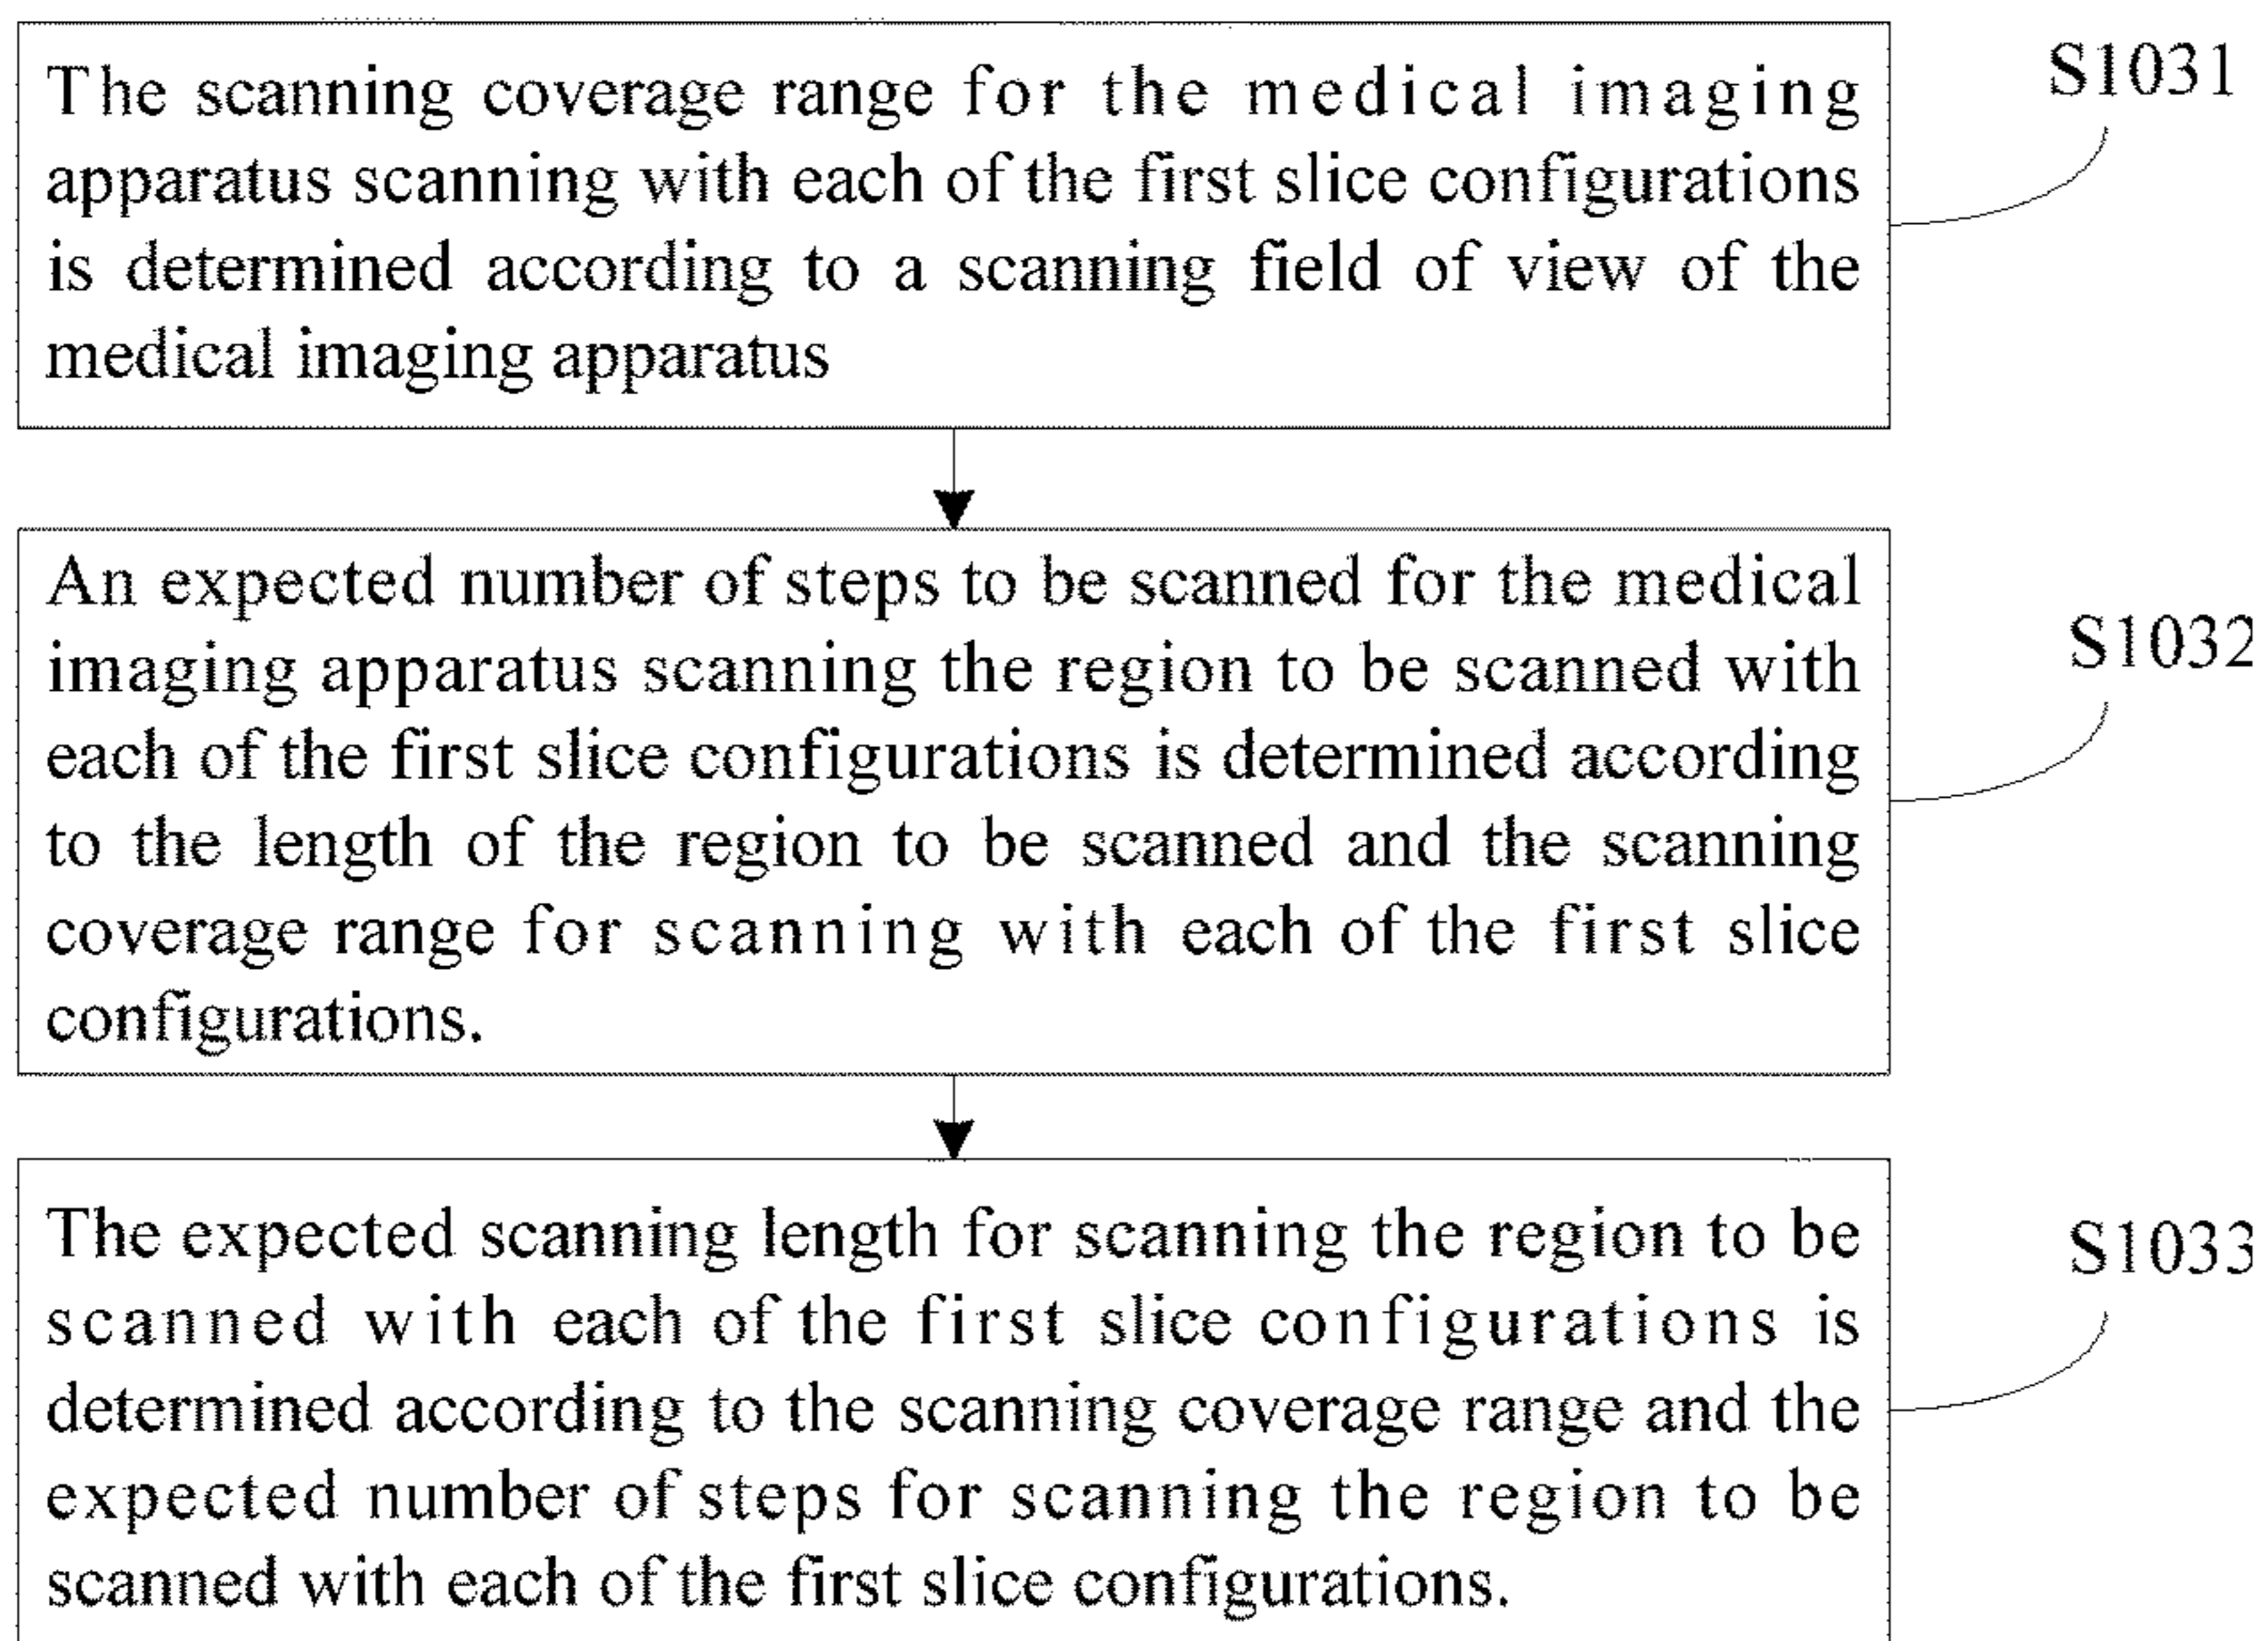 The scanning coverage range for the medical imaging
apparatus scanning with each of the first slice configurations
is determined according to a scanning field of view of the
medical imaging apparatus
S1031
An expected number of steps to be scanned for the medical
imaging apparatus scanning the region to be scanned with
each of the first slice configurations is determined according
to the length of the region to be scanned and the scanning
coverage range for scanning with each of the first slice
configurations.
S1032
The expected scanning length for scanning the region to be
scanned with each of the first slice configurations is
determined according to the scanning coverage range and the
expected number of steps for scanning the region to be
scanned with each of the first slice configurations.
S1033